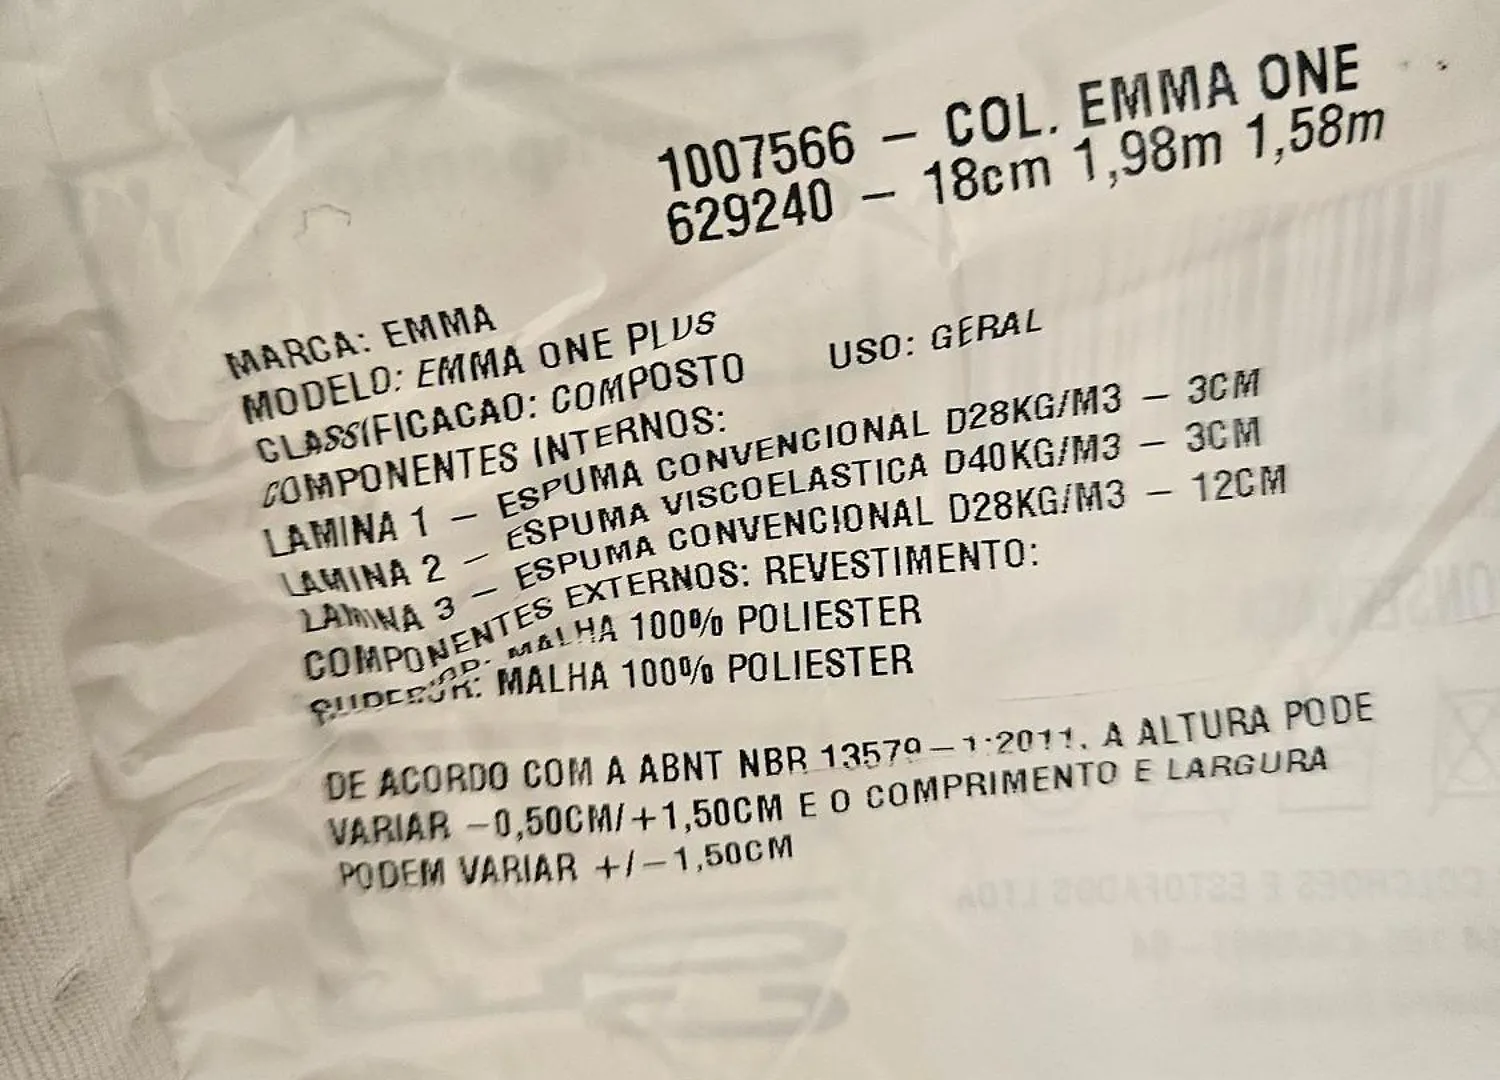 1007566 – COL. EMMA ONE
629240 – 18cm 1,98m 1,58m
MARCA: EMMA
MODELO: EMMA ONE PLUS
CLASSIFICACAO: COMPOSTO USO: GERAL
COMPONENTES INTERNOS:
LAMINA 1 – ESPUMA CONVENCIONAL D28KG/M3 – 3CM
LAMINA 2 – ESPUMA VISCOELASTICA D40KG/M3 – 3CM
LAMINA 3 – ESPUMA CONVENCIONAL D28KG/M3 – 12CM
COMPONENTES EXTERNOS: REVESTIMENTO:
MALHA 100% POLIESTER
MALHA 100% POLIESTER
DE ACORDO COM A ABNT NBR 13579–1:2011, A ALTURA PODE
VARIAR –0,50CM/+1,50CM E O COMPRIMENTO E LARGURA
PODEM VARIAR +/–1,50CM